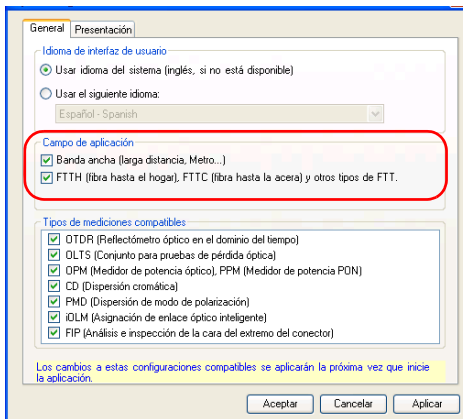 General Presentación
Idioma de interfaz de usuario
Usar idioma del sistema (inglés, si no está disponible)
Usar el siguiente idioma:
Español - Spanish
Campo de aplicación
Banda ancha (larga distancia, Metro...)
FTTH (fibra hasta el hogar), FTTC (fibra hasta la acera) y otros tipos de FTT.
Tipos de mediciones compatibles
OTDR (Reflectómetro óptico en el dominio del tiempo)
OLTS (Conjunto para pruebas de pérdida óptica)
OPM (Medidor de potencia óptico), PPM (Medidor de potencia PON)
CD (Dispersión cromática)
PMD (Dispersión de modo de polarización)
iOLM (Asignación de enlace óptico inteligente)
FIP (Análisis e inspección de la cara del extremo del conector)
Los cambios a estas configuraciones compatibles se aplicarán la próxima vez que inicie
la aplicación.
Aceptar Cancelar Aplicar